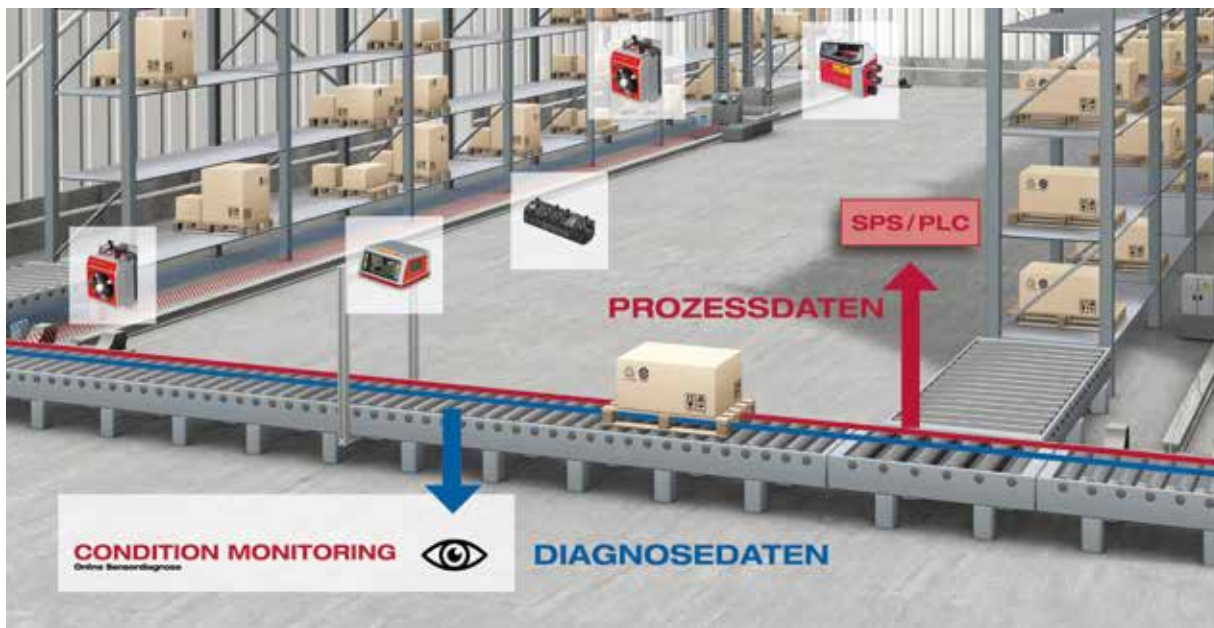 SPS/PLC
PROZESSDATEN
CONDITION MONITORING
Online Sensordiagnose
DIAGNOSEDATEN